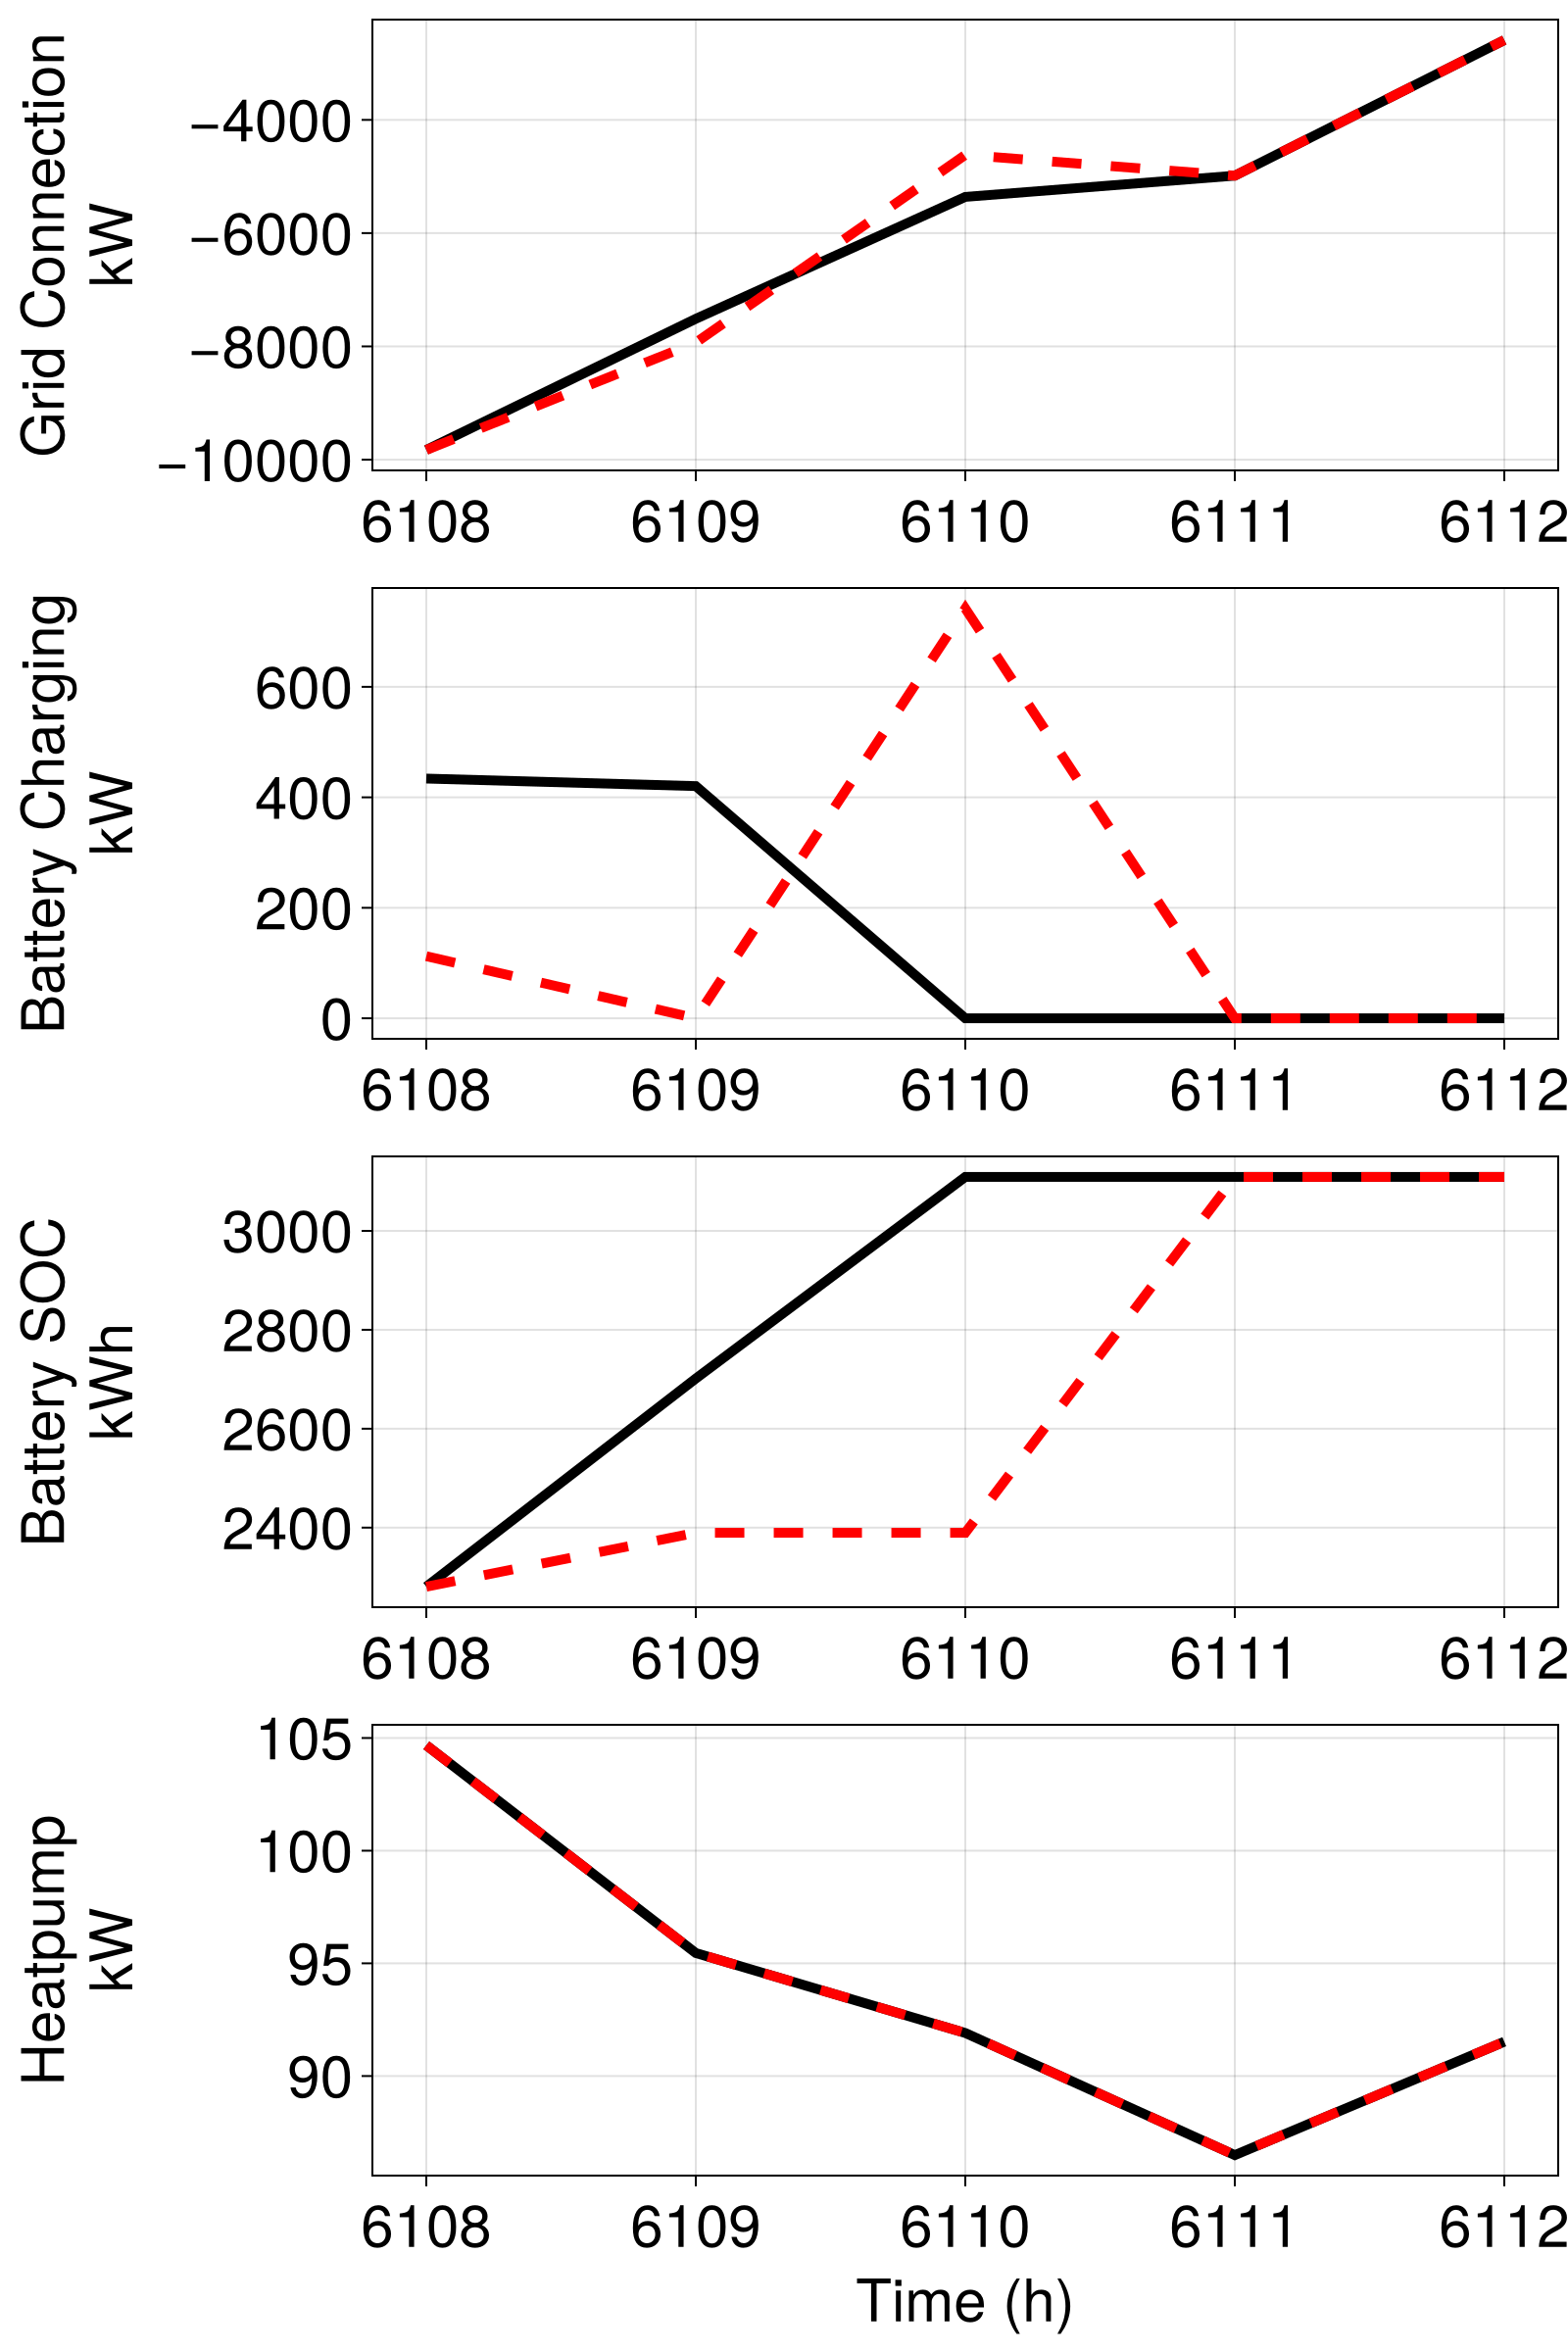 Grid Connection
kW
−4000
−6000
−8000
−10000
6108 6109 6110 6111 6112
Battery Charging
kW
600
400
200
0
6108 6109 6110 6111 6112
Battery SOC
kWh
3000
2800
2600
2400
6108 6109 6110 6111 6112
Heatpump
kW
105
100
95
90
6108 6109 6110 6111 6112
Time (h)